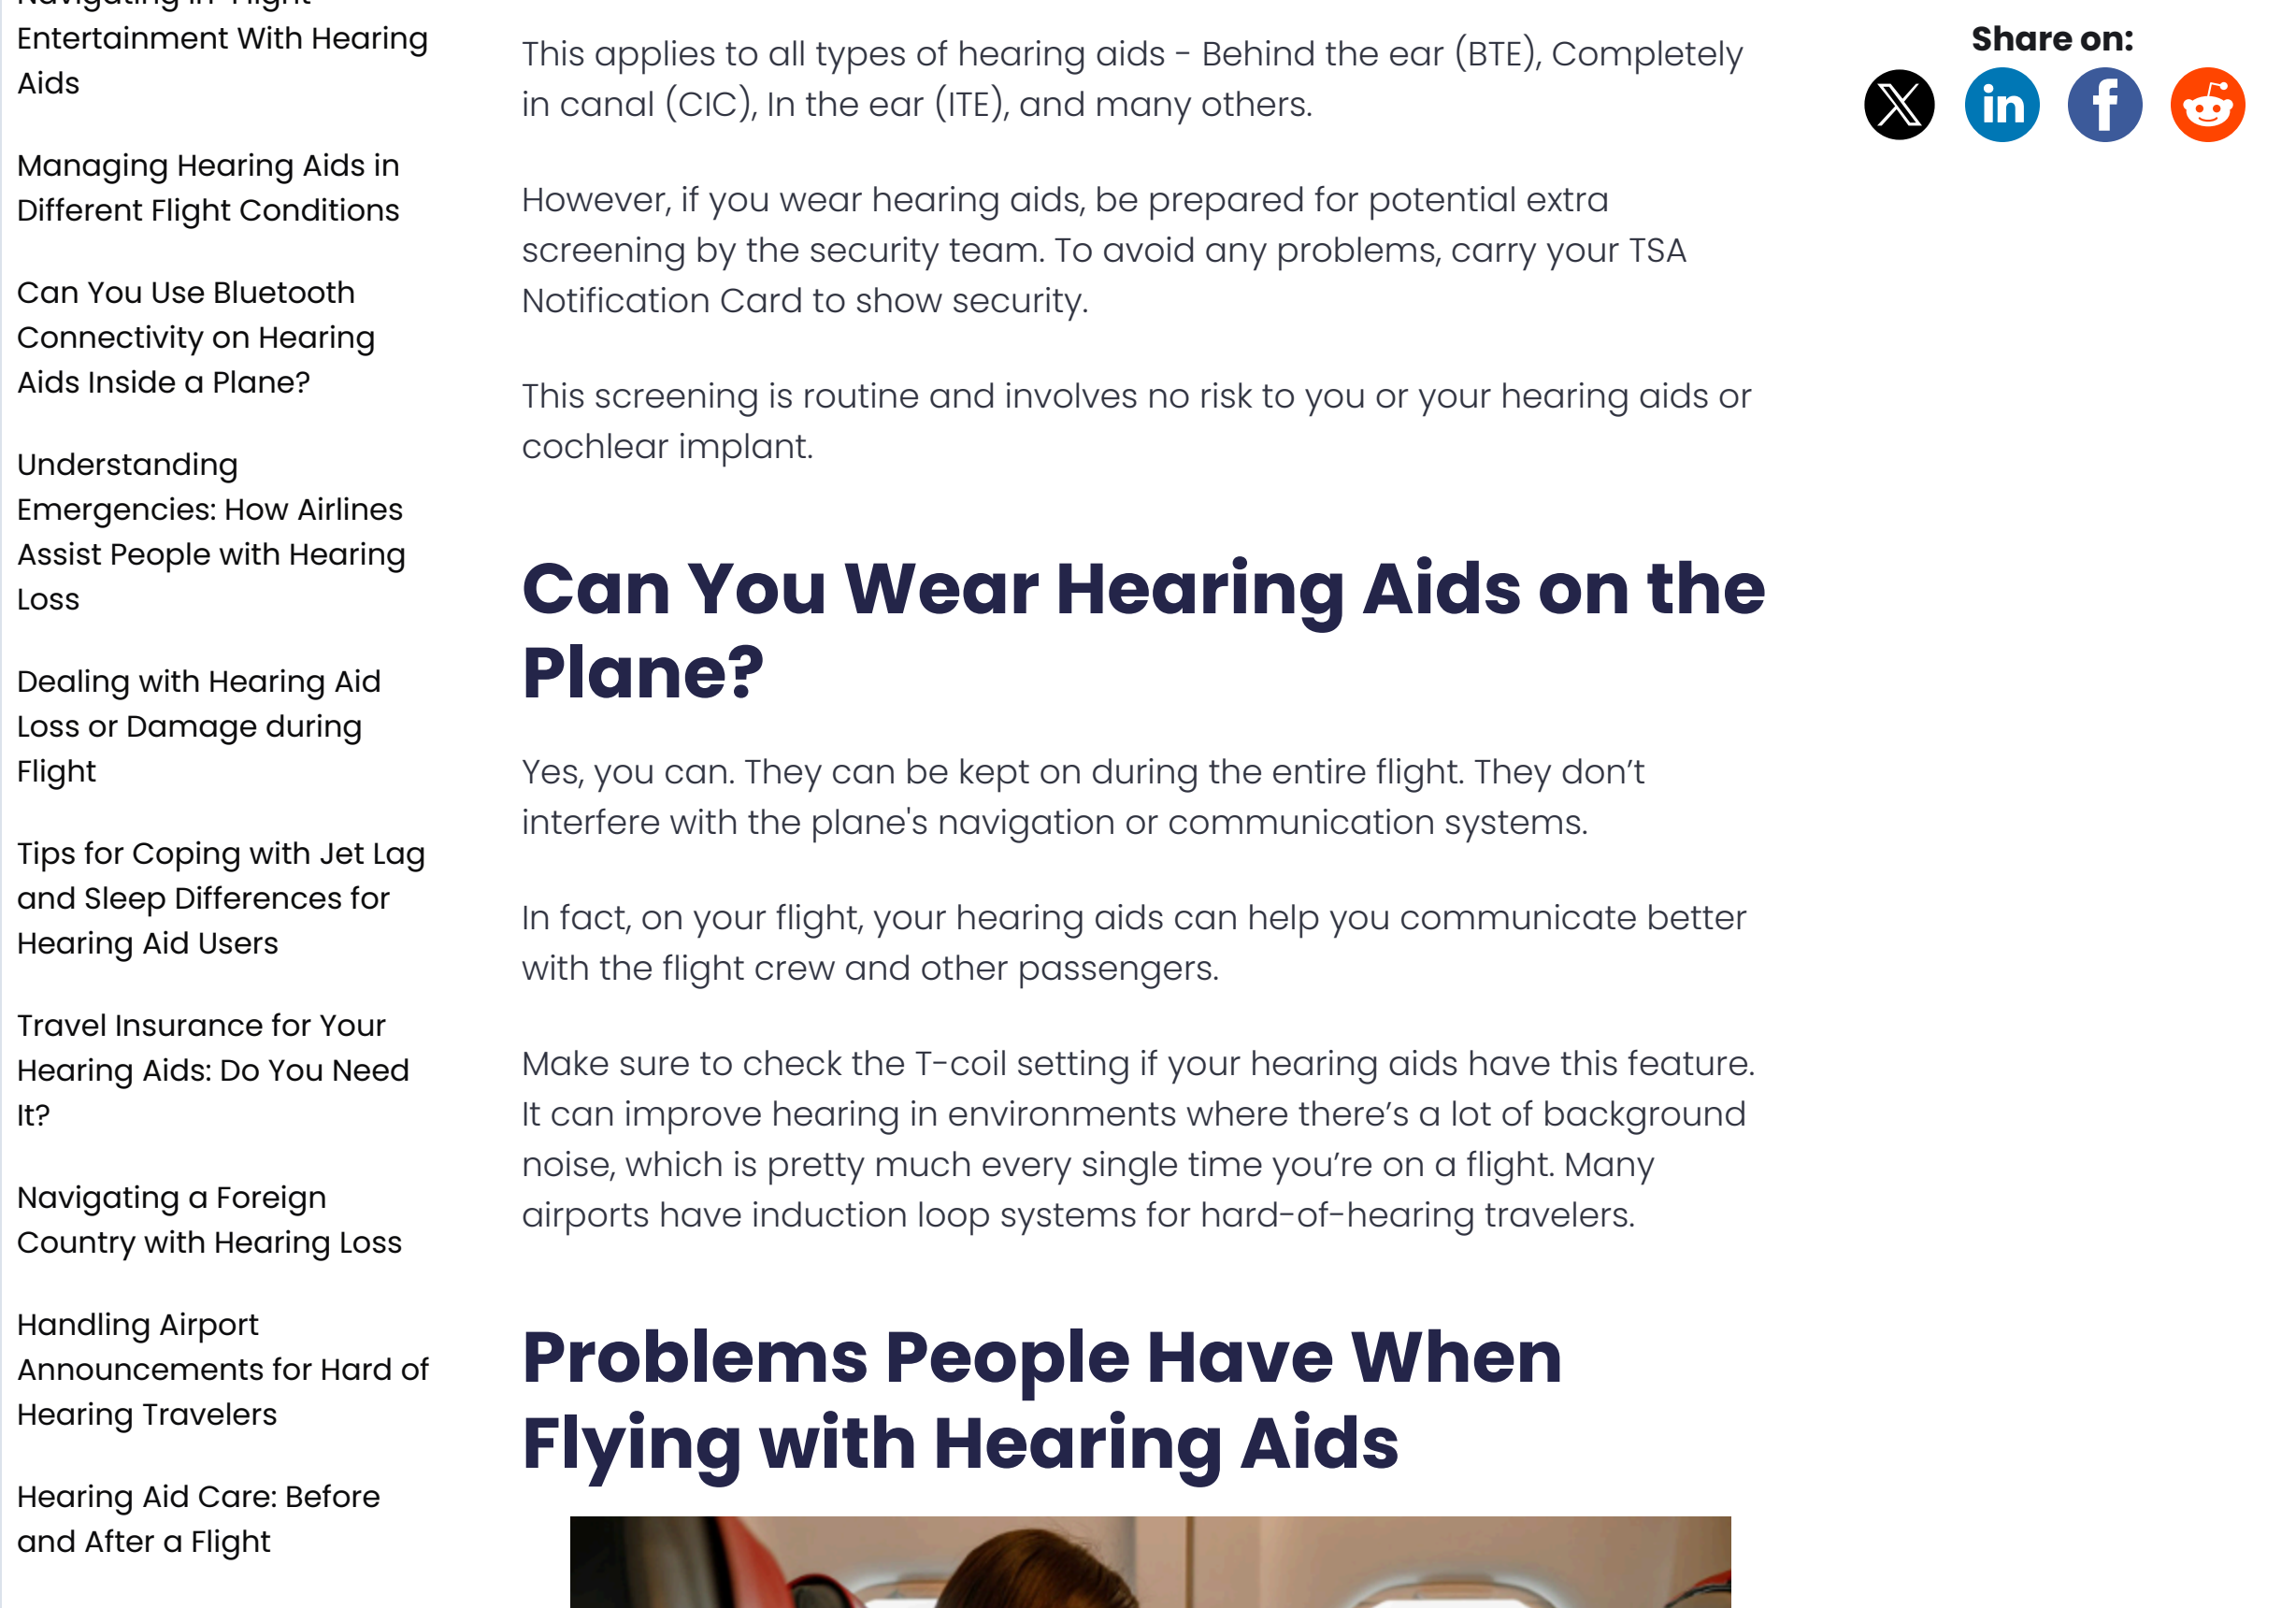 Entertainment With Hearing
Aids
Managing Hearing Aids in
Different Flight Conditions
Can You Use Bluetooth
Connectivity on Hearing
Aids Inside a Plane?
Understanding
Emergencies: How Airlines
Assist People with Hearing
Loss
Dealing with Hearing Aid
Loss or Damage during
Flight
Tips for Coping with Jet Lag
and Sleep Differences for
Hearing Aid Users
Travel Insurance for Your
Hearing Aids: Do You Need
It?
Navigating a Foreign
Country with Hearing Loss
Handling Airport
Announcements for Hard of
Hearing Travelers
Hearing Aid Care: Before
and After a Flight
This applies to all types of hearing aids - Behind the ear (BTE), Completely
in canal (CIC), In the ear (ITE), and many others.
However, if you wear hearing aids, be prepared for potential extra
screening by the security team. To avoid any problems, carry your TSA
Notification Card to show security.
This screening is routine and involves no risk to you or your hearing aids or
cochlear implant.
Can You Wear Hearing Aids on the
Plane?
Yes, you can. They can be kept on during the entire flight. They don’t
interfere with the plane's navigation or communication systems.
In fact, on your flight, your hearing aids can help you communicate better
with the flight crew and other passengers.
Make sure to check the T-coil setting if your hearing aids have this feature.
It can improve hearing in environments where there’s a lot of background
noise, which is pretty much every single time you’re on a flight. Many
airports have induction loop systems for hard-of-hearing travelers.
Problems People Have When
Flying with Hearing Aids
Share on: